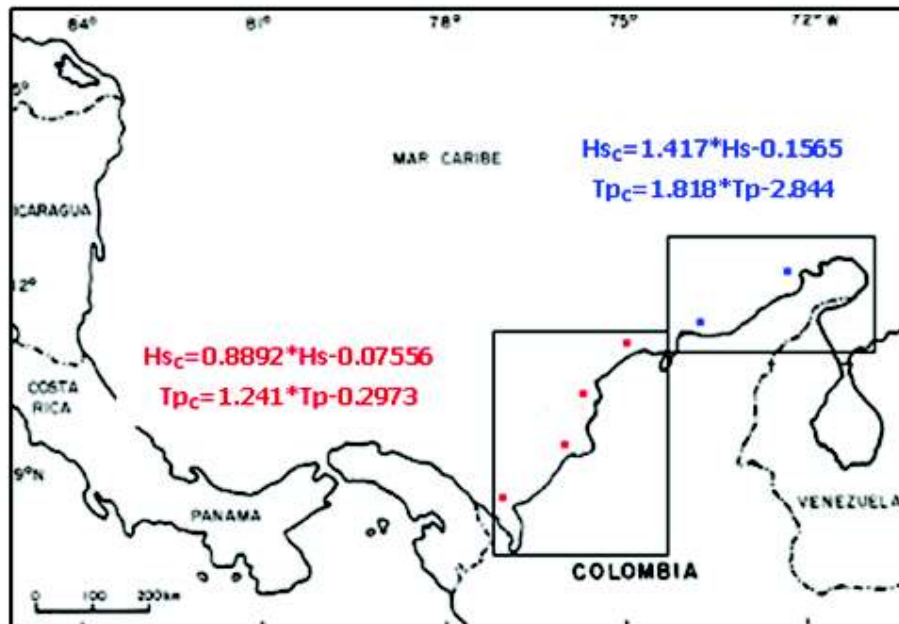 84° 81° 78° 75° 72° W
5°
MAR CARIBE
Hsc=1.417*Hs-0.1565
Tpc=1.818*Tp-2.844
ICARAGUA
12°
Hsc=0.8892*Hs-0.07556
Tpc=1.241*Tp-0.2973
COSTA
RICA
9°N
PANAMA
VENEZUELA
COLOMBIA
0 100 200km